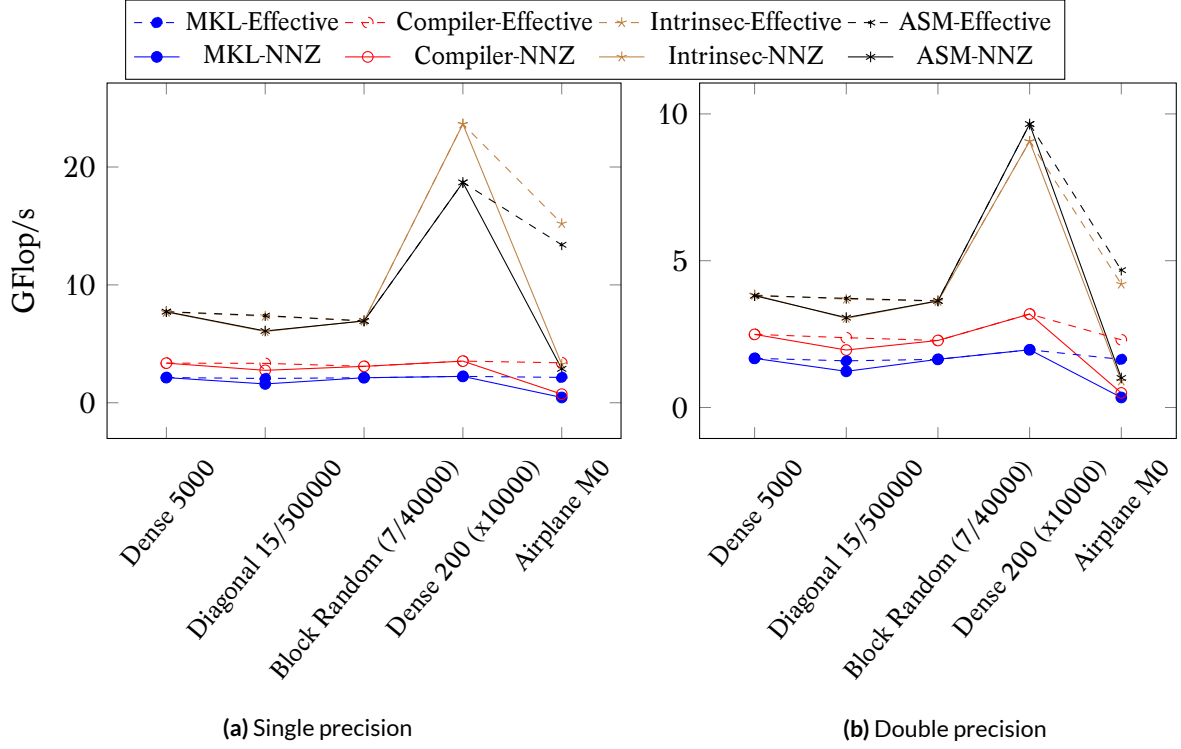 MKL-Effective Compiler-Effective Intrinsec-Effective ASM-Effective
MKL-NNZ Compiler-NNZ Intrinsec-NNZ ASM-NNZ
GFlop/s
20
10
0
Dense 5000
Diagonal 15/500000
Block Random (7/40000)
Dense 200 (x10000)
Airplane M0
(a) Single precision
10
5
0
Dense 5000
Diagonal 15/500000
Block Random (7/40000)
Dense 200 (x10000)
Airplane M0
(b) Double precision